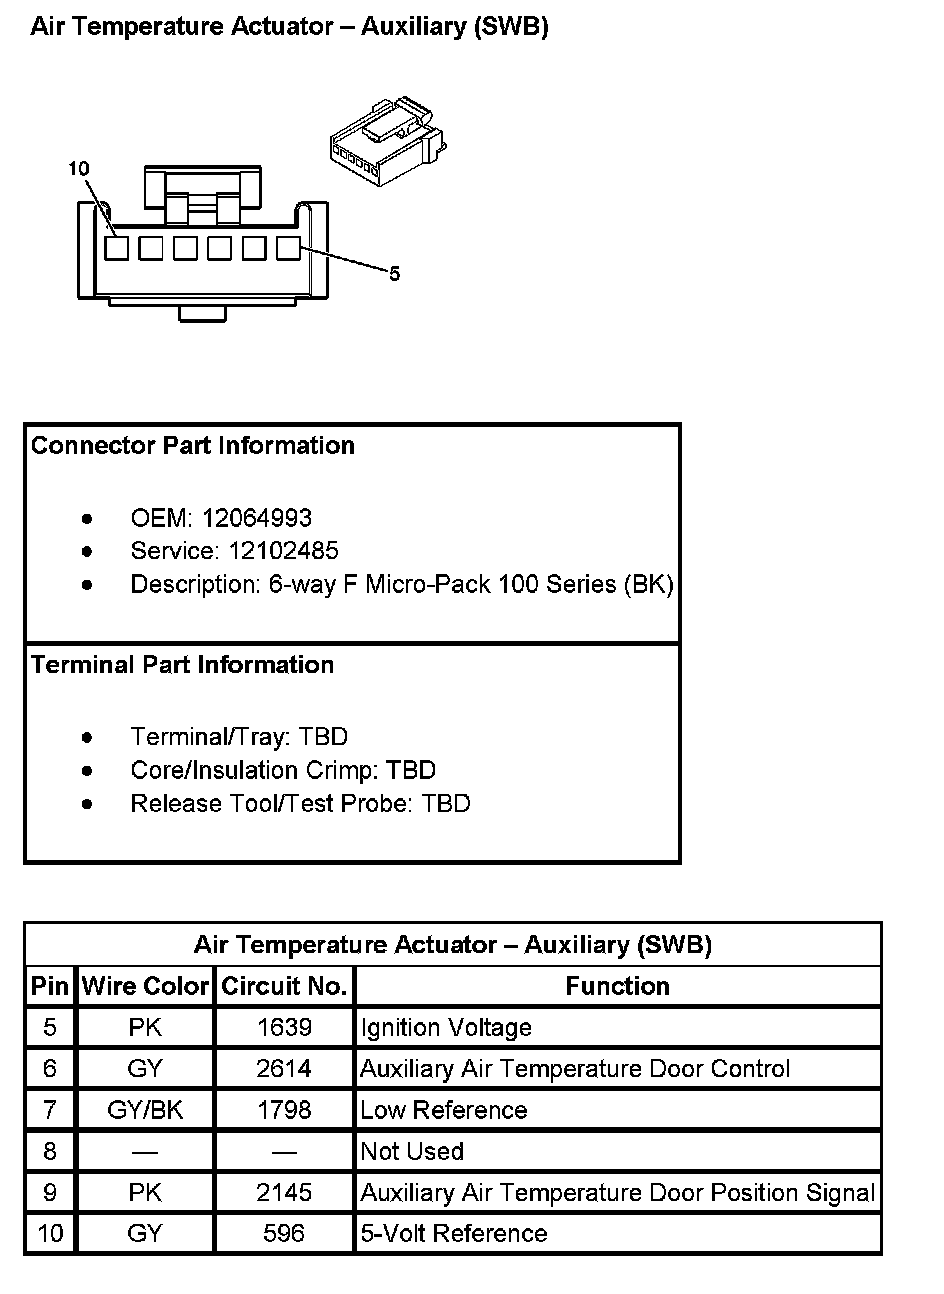 Air Temperature Actuator – Auxiliary (SWB)
10
5
Connector Part Information
• OEM: 12064993
• Service: 12102485
• Description: 6-way F Micro-Pack 100 Series (BK)
Terminal Part Information
• Terminal/Tray: TBD
• Core/Insulation Crimp: TBD
• Release Tool/Test Probe: TBD
Air Temperature Actuator – Auxiliary (SWB)
Pin Wire Color Circuit No. Function
5 PK 1639 Ignition Voltage
6 GY 2614 Auxiliary Air Temperature Door Control
7 GY/BK 1798 Low Reference
8 — — Not Used
9 PK 2145 Auxiliary Air Temperature Door Position Signal
10 GY 596 5-Volt Reference